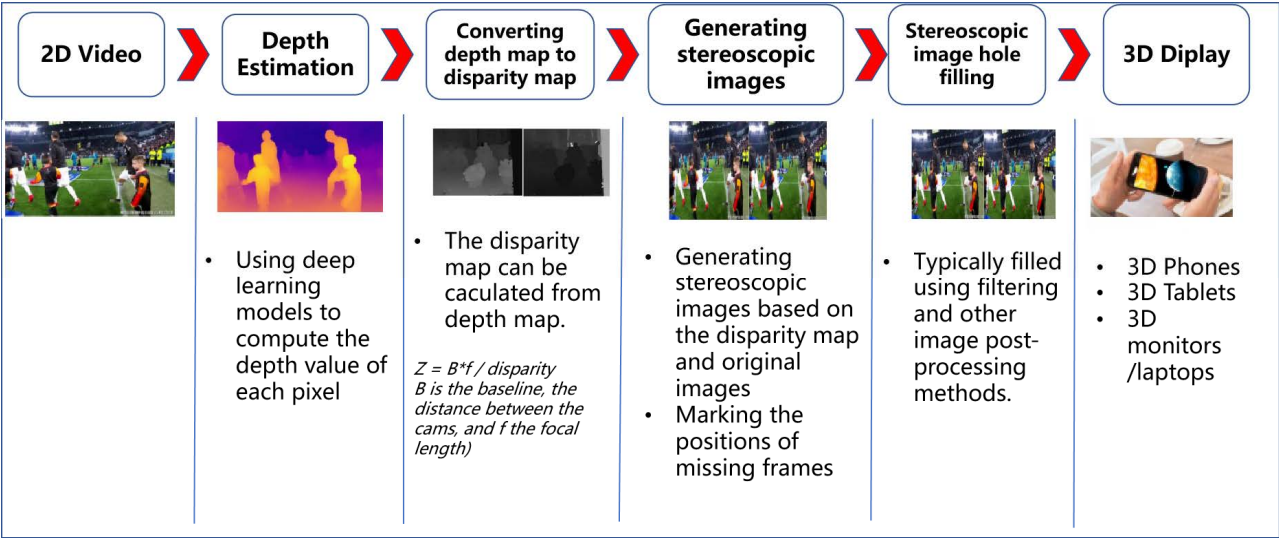 2D Video
Depth
Estimation
Converting
depth map to
disparity map
Generating
stereoscopic
images
Stereoscopic
image hole
filling
3D Diplay
• Using deep
learning
models to
compute the
depth value of
each pixel
• The disparity
map can be
caculated from
depth map.
Z = B*f / disparity
B is the baseline, the
distance between the
cams, and f the focal
length)
• Generating
stereoscopic
images based on
the disparity map
and original
images
• Marking the
positions of
missing frames
• Typically filled
using filtering
and other
image post-
processing
methods.
• 3D Phones
• 3D Tablets
• 3D
monitors
/laptops